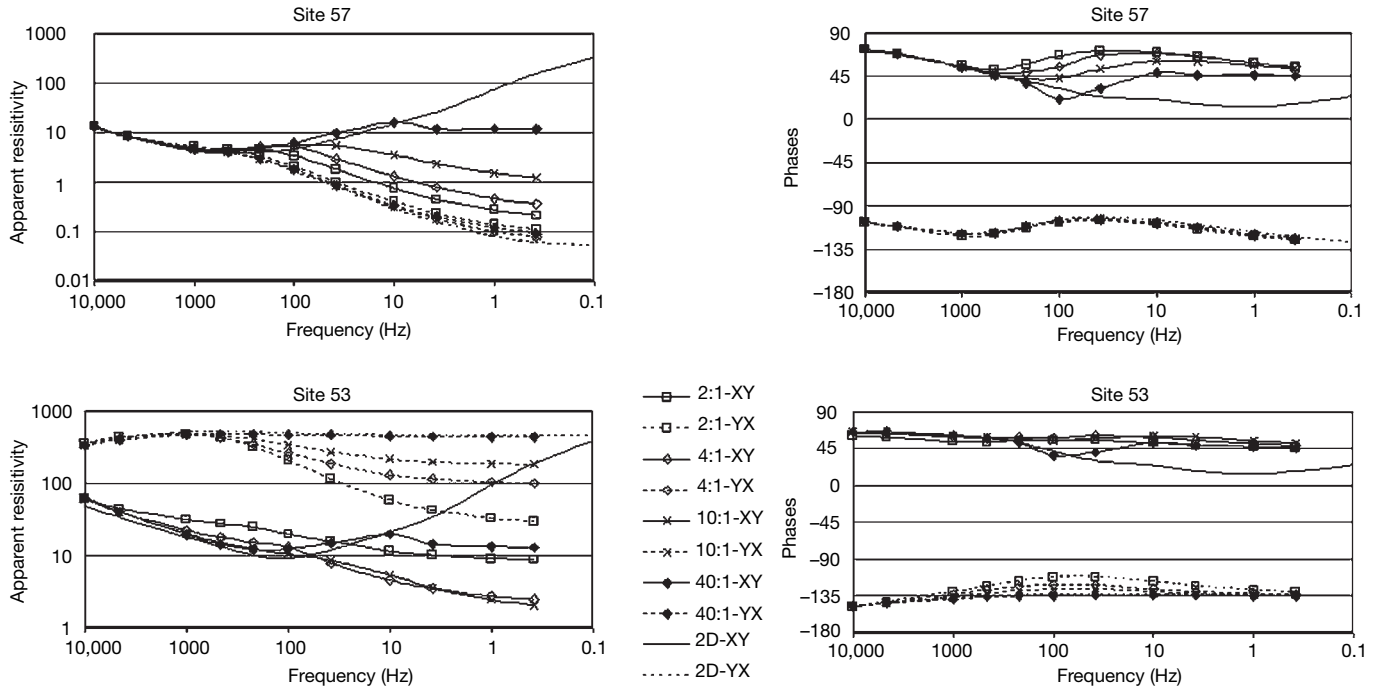 Site 57
1000
100
10
1
0.1
0.01
Apparent resisitivity
10,000 1000 100 10 1 0.1
Frequency (Hz)
Site 57
90
45
0
−45
−90
−135
−180
Phases
10,000 1000 100 10 1 0.1
Frequency (Hz)
Site 53
1000
100
10
1
Apparent resisitivity
10,000 1000 100 10 1 0.1
Frequency (Hz)
2:1-XY
2:1-YX
4:1-XY
4:1-YX
10:1-XY
10:1-YX
40:1-XY
40:1-YX
2D-XY
2D-YX
Site 53
90
45
0
−45
−90
−135
−180
Phases
10,000 1000 100 10 1 0.1
Frequency (Hz)